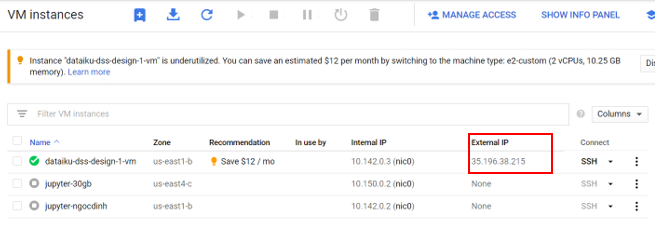 VM instances
MANAGE ACCESS
SHOW INFO PANEL
Instance "dataiku-dss-design-1-vm" is underutilized. You can save an estimated $12 per month by switching to the machine type: e2-custom (2 vCPUs, 10.25 GB
memory). Learn more
Dis
Filter VM instances
Columns
Name Zone Recommendation In use by Internal IP External IP Connect
dataiku-dss-design-1-vm us-east1-b Save $12 / mo 10.142.0.3 (nic0) 35.196.38.215 SSH
jupyter-30gb us-east4-c 10.150.0.2 (nic0) None SSH
jupyter-ngocdinh us-east1-b 10.142.0.2 (nic0) None SSH